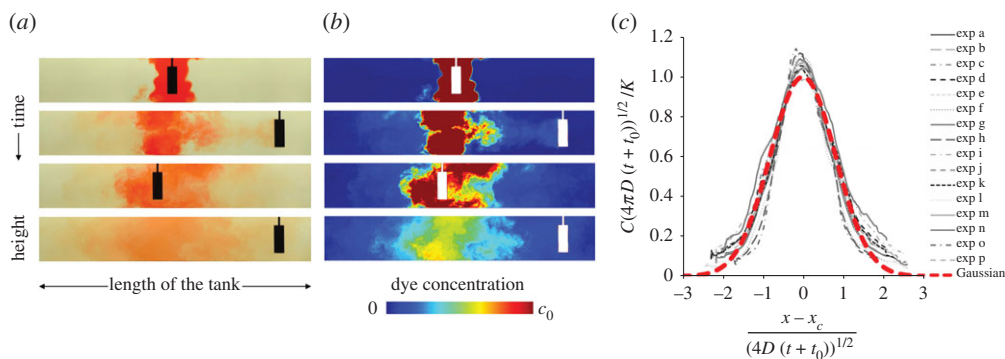 (a)
(b)
(c)
time
height
length of the tank
dye concentration
0
c0
C(4πD (t + t0))^1/2 /K
1.2
1.0
0.8
0.6
0.4
0.2
0
−3
−2
−1
0
1
2
3
x − xc
(4D (t + t0))^1/2
exp a
exp b
exp c
exp d
exp e
exp f
exp g
exp h
exp i
exp j
exp k
exp l
exp m
exp n
exp o
exp p
Gaussian